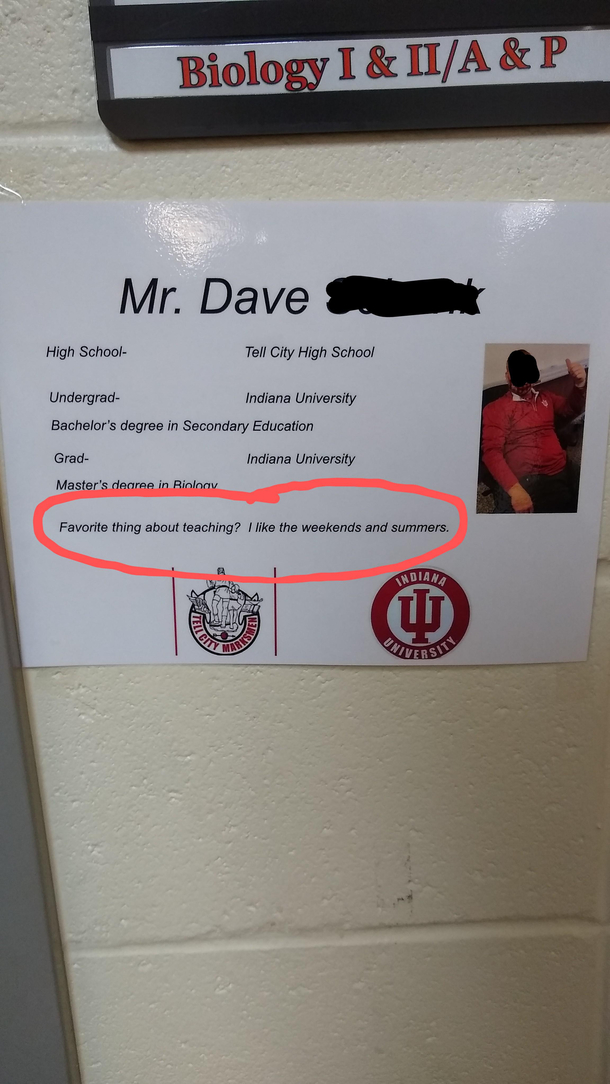 Biology I & II/A & P
Mr. Dave
High School- Tell City High School
Undergrad- Indiana University
Bachelor's degree in Secondary Education
Grad- Indiana University
Master's degree in Biology
Favorite thing about teaching? I like the weekends and summers.
TELL CITY MARKSMEN
INDIANA
UNIVERSITY